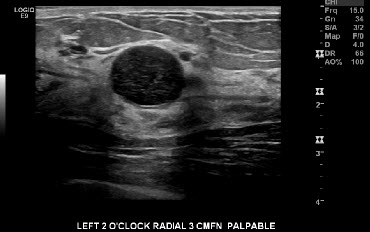 LOGIQ
E9
CHI
Frq 15.0
Gn 34
S/A 3/2
Map F/0
D 4.0
DR 66
AO% 100
2
3
4
LEFT 2 O'CLOCK RADIAL 3 CMFN PALPABLE